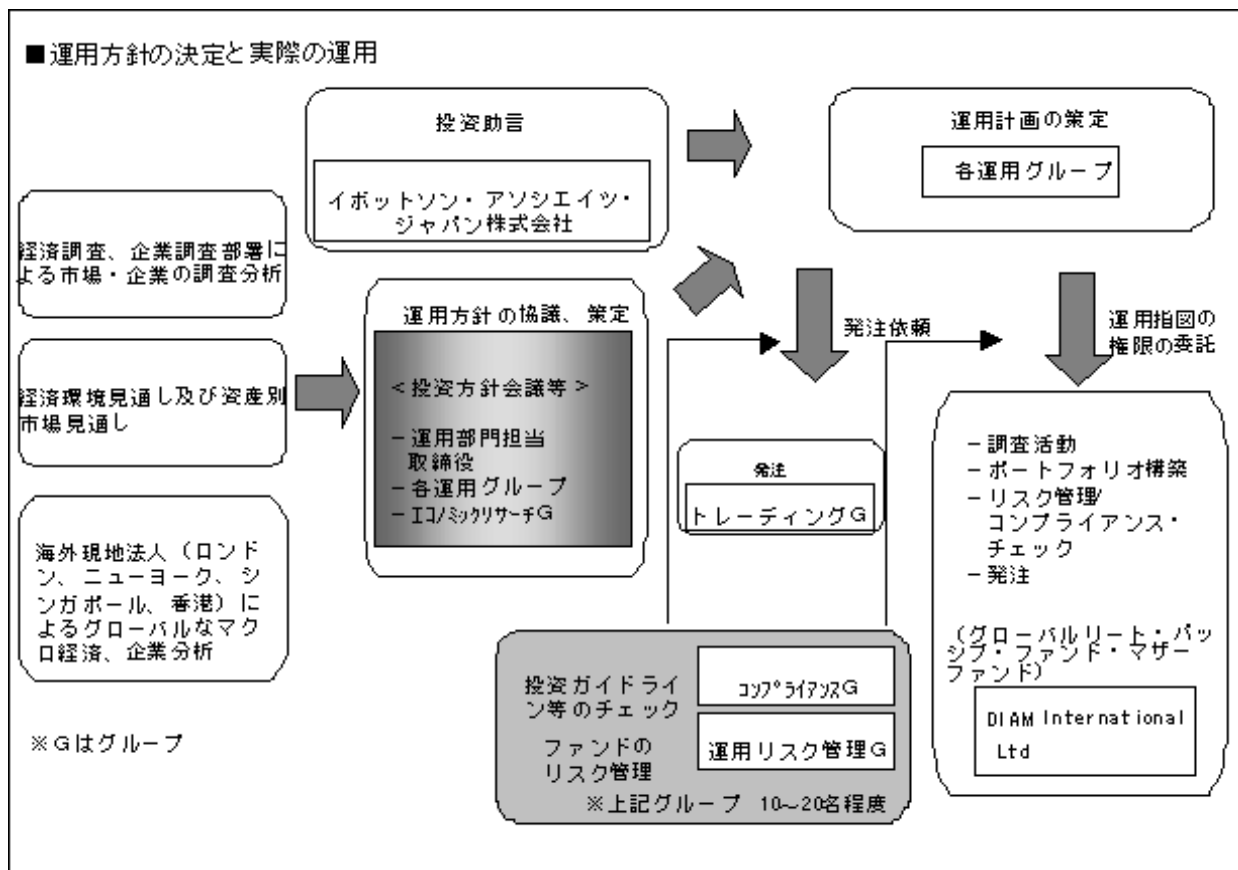 ■運用方針の決定と実際の運用
投資助言
イボットソン・アソシエイツ・
ジャパン株式会社
運用計画の策定
各運用グループ
経済調査、企業調査部署に
よる市場・企業の調査分析
経済環境見通し及び資産別
市場見通し
海外現地法人（ロンド
ン、ニューヨーク、シ
ンガポール、香港）に
よるグローバルなマク
ロ経済、企業分析
※Gはグループ
運用方針の協議、策定
＜投資方針会議等＞
－運用部門担当
取締役
－各運用グループ
－ｴｺﾉﾐｯｸﾘｻｰﾁG
発注依頼
発注
トレーディングG
運用指図の
権限の委託
－調査活動
－ポートフォリオ構築
－リスク管理/
コンプライアンス・
チェック
－発注
（グローバルリート・パッ
シブ・ファンド・マザー
ファンド）
DIAM International
Ltd
投資ガイドライ
ン等のチェック
ｺﾝﾌﾟﾗｲｱﾝｽG
ファンドの
リスク管理
運用リスク管理G
※上記グループ 10～20名程度